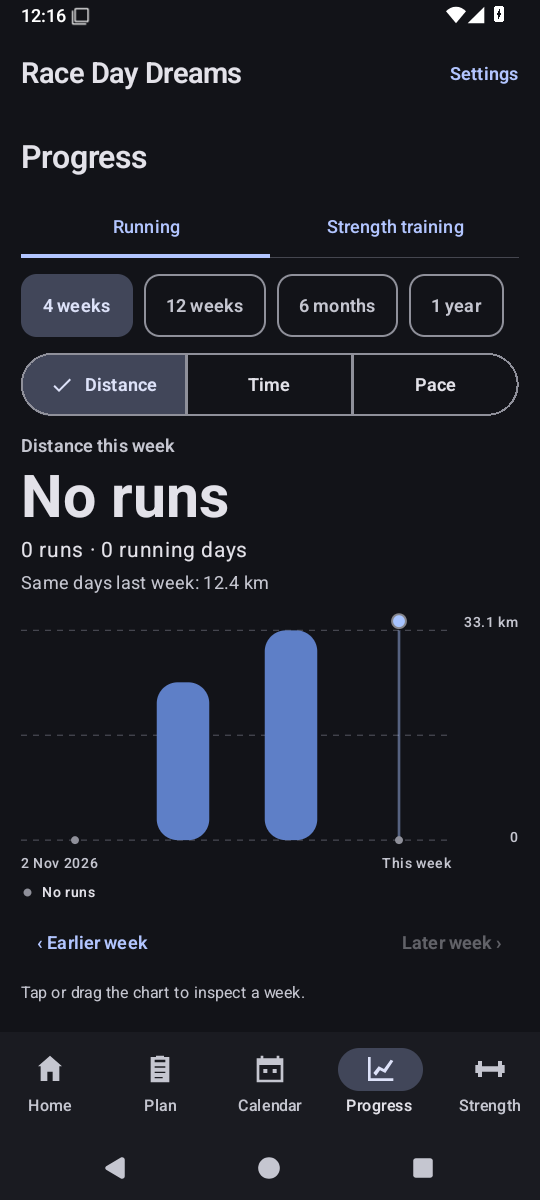 12:16
Race Day Dreams
Settings
Progress
Running
Strength training
4 weeks
12 weeks
6 months
1 year
Distance
Time
Pace
Distance this week
No runs
0 runs · 0 running days
Same days last week: 12.4 km
33.1 km
0
2 Nov 2026
This week
No runs
‹ Earlier week
Later week ›
Tap or drag the chart to inspect a week.
Home
Plan
Calendar
Progress
Strength